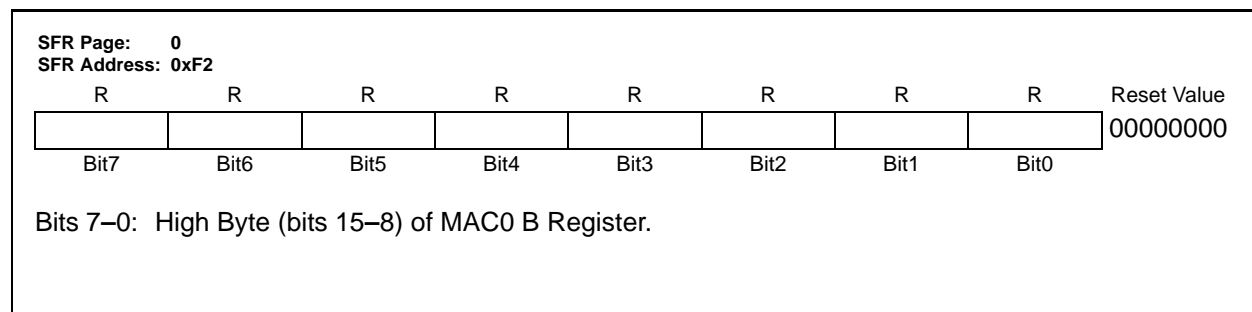 SFR Page: 0
SFR Address: 0xF2
R R R R R R R R Reset Value
00000000
Bit7 Bit6 Bit5 Bit4 Bit3 Bit2 Bit1 Bit0
Bits 7–0: High Byte (bits 15–8) of MAC0 B Register.